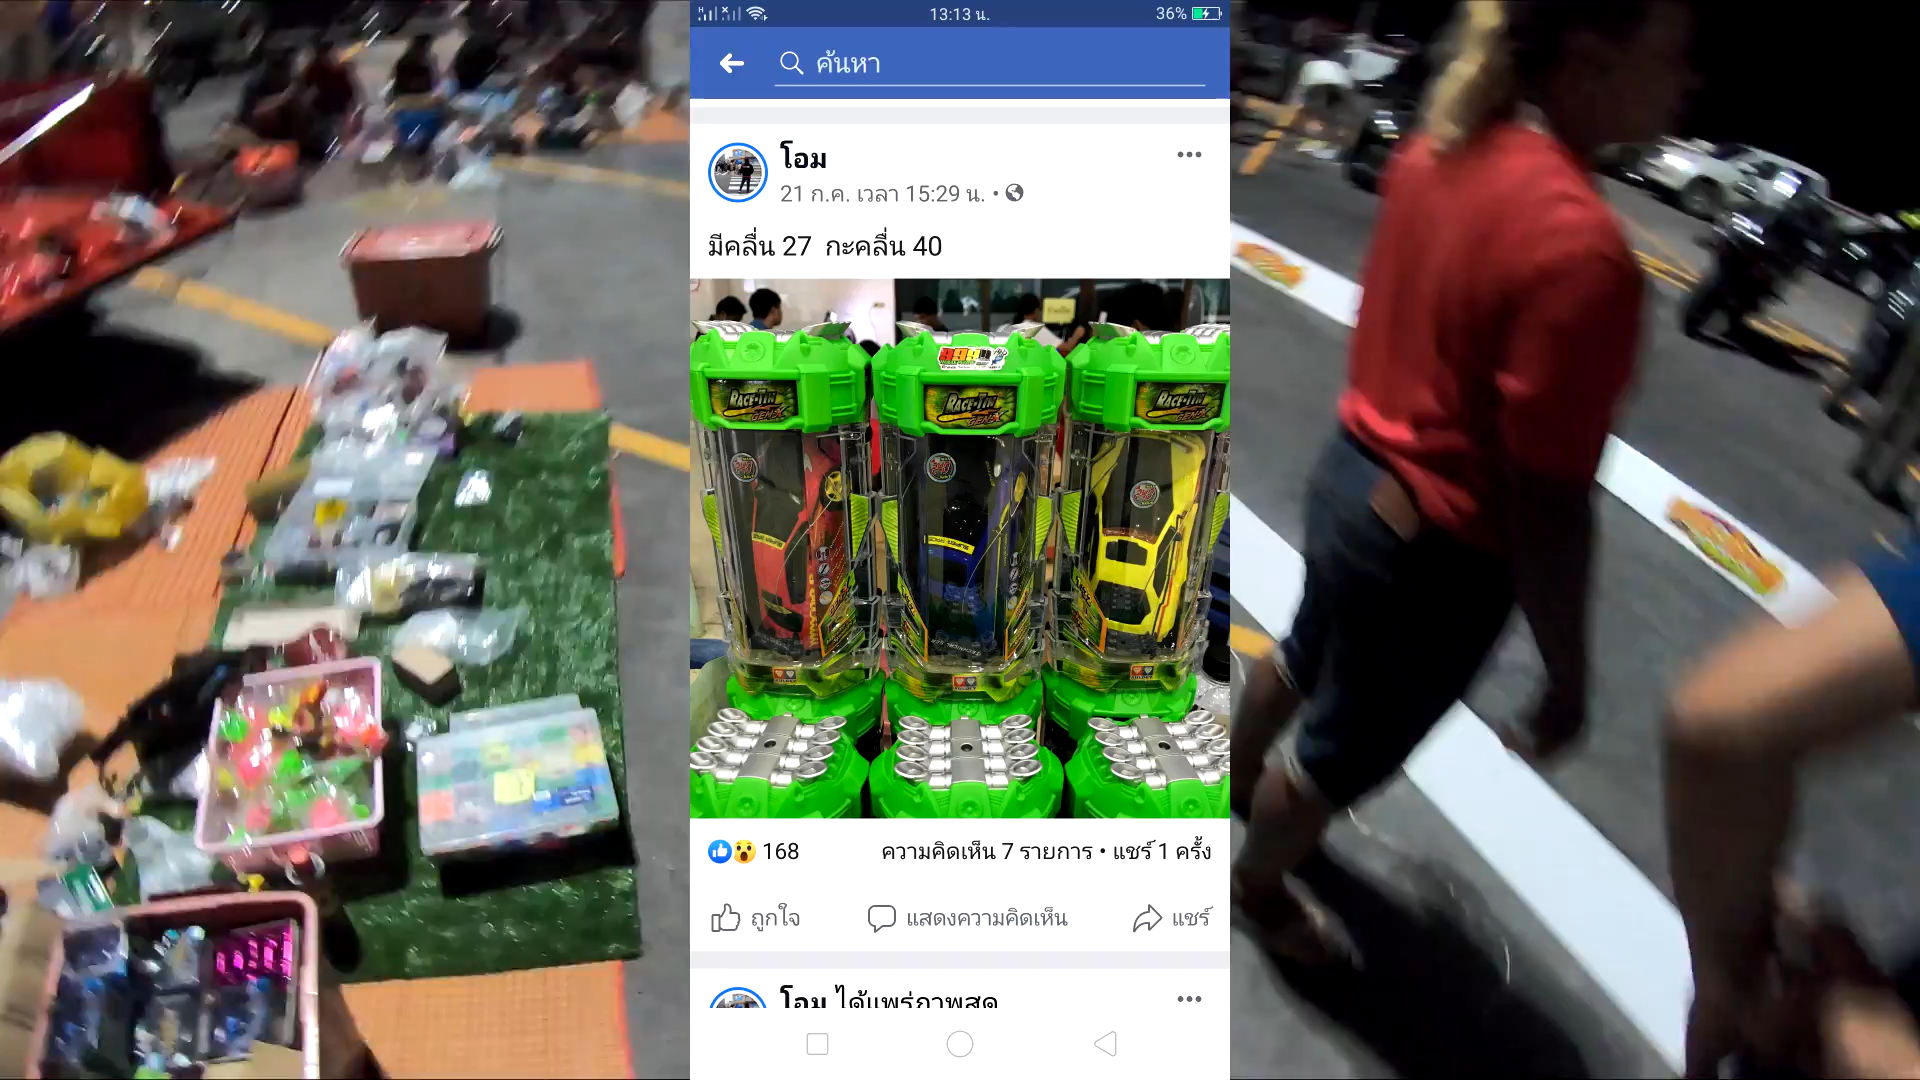 13:13 น.
36%
ค้นหา
โอม
21 ก.ค. เวลา 15:29 น.
มีคลื่น 27 กะคลื่น 40
RACE-TIN
GENSX
RACE-TIN
GENSX
RACE-TIN
GENSX
168
ความคิดเห็น 7 รายการ • แชร์ 1 ครั้ง
ถูกใจ
แสดงความคิดเห็น
แชร์
โอม ได้แพร่ภาพสด